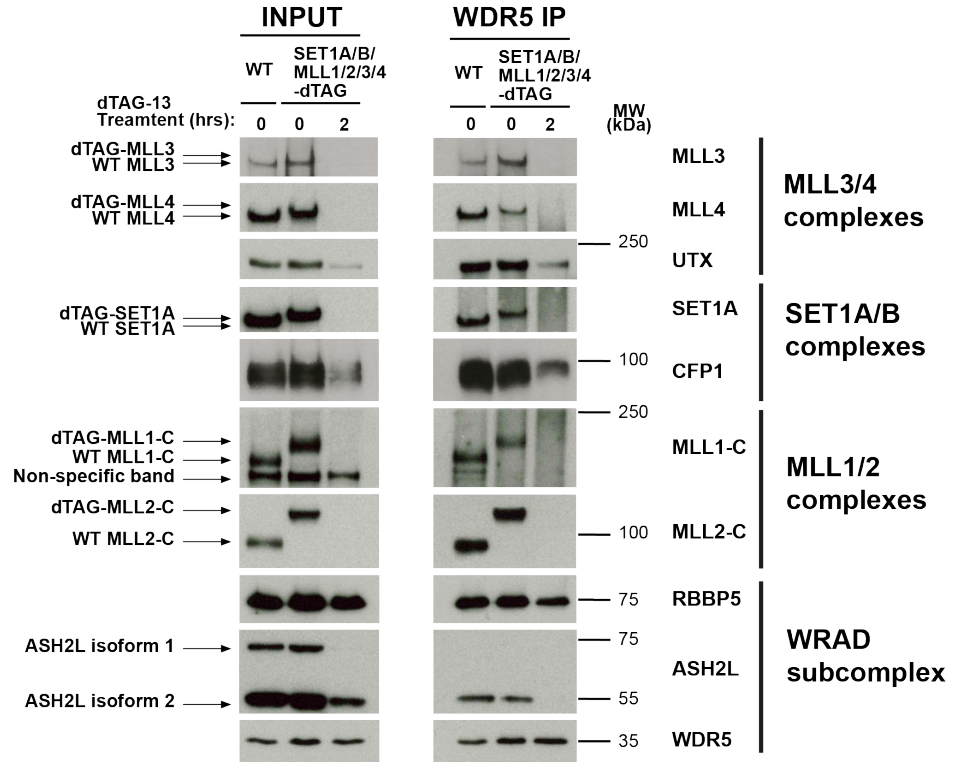 INPUT
WDR5 IP
WT
SET1A/B/
MLL1/2/3/4
-dTAG
WT
SET1A/B/
MLL1/2/3/4
-dTAG
dTAG-13
Treamtent (hrs):
0 0 2
0 0 2
MW
(kDa)
dTAG-MLL3
WT MLL3
MLL3
dTAG-MLL4
WT MLL4
MLL4
250
UTX
MLL3/4
complexes
dTAG-SET1A
WT SET1A
SET1A
100
CFP1
SET1A/B
complexes
250
dTAG-MLL1-C
WT MLL1-C
Non-specific band
MLL1-C
dTAG-MLL2-C
WT MLL2-C
100
MLL2-C
MLL1/2
complexes
75
RBBP5
75
ASH2L isoform 1
ASH2L isoform 2
ASH2L
55
35
WDR5
WRAD
subcomplex